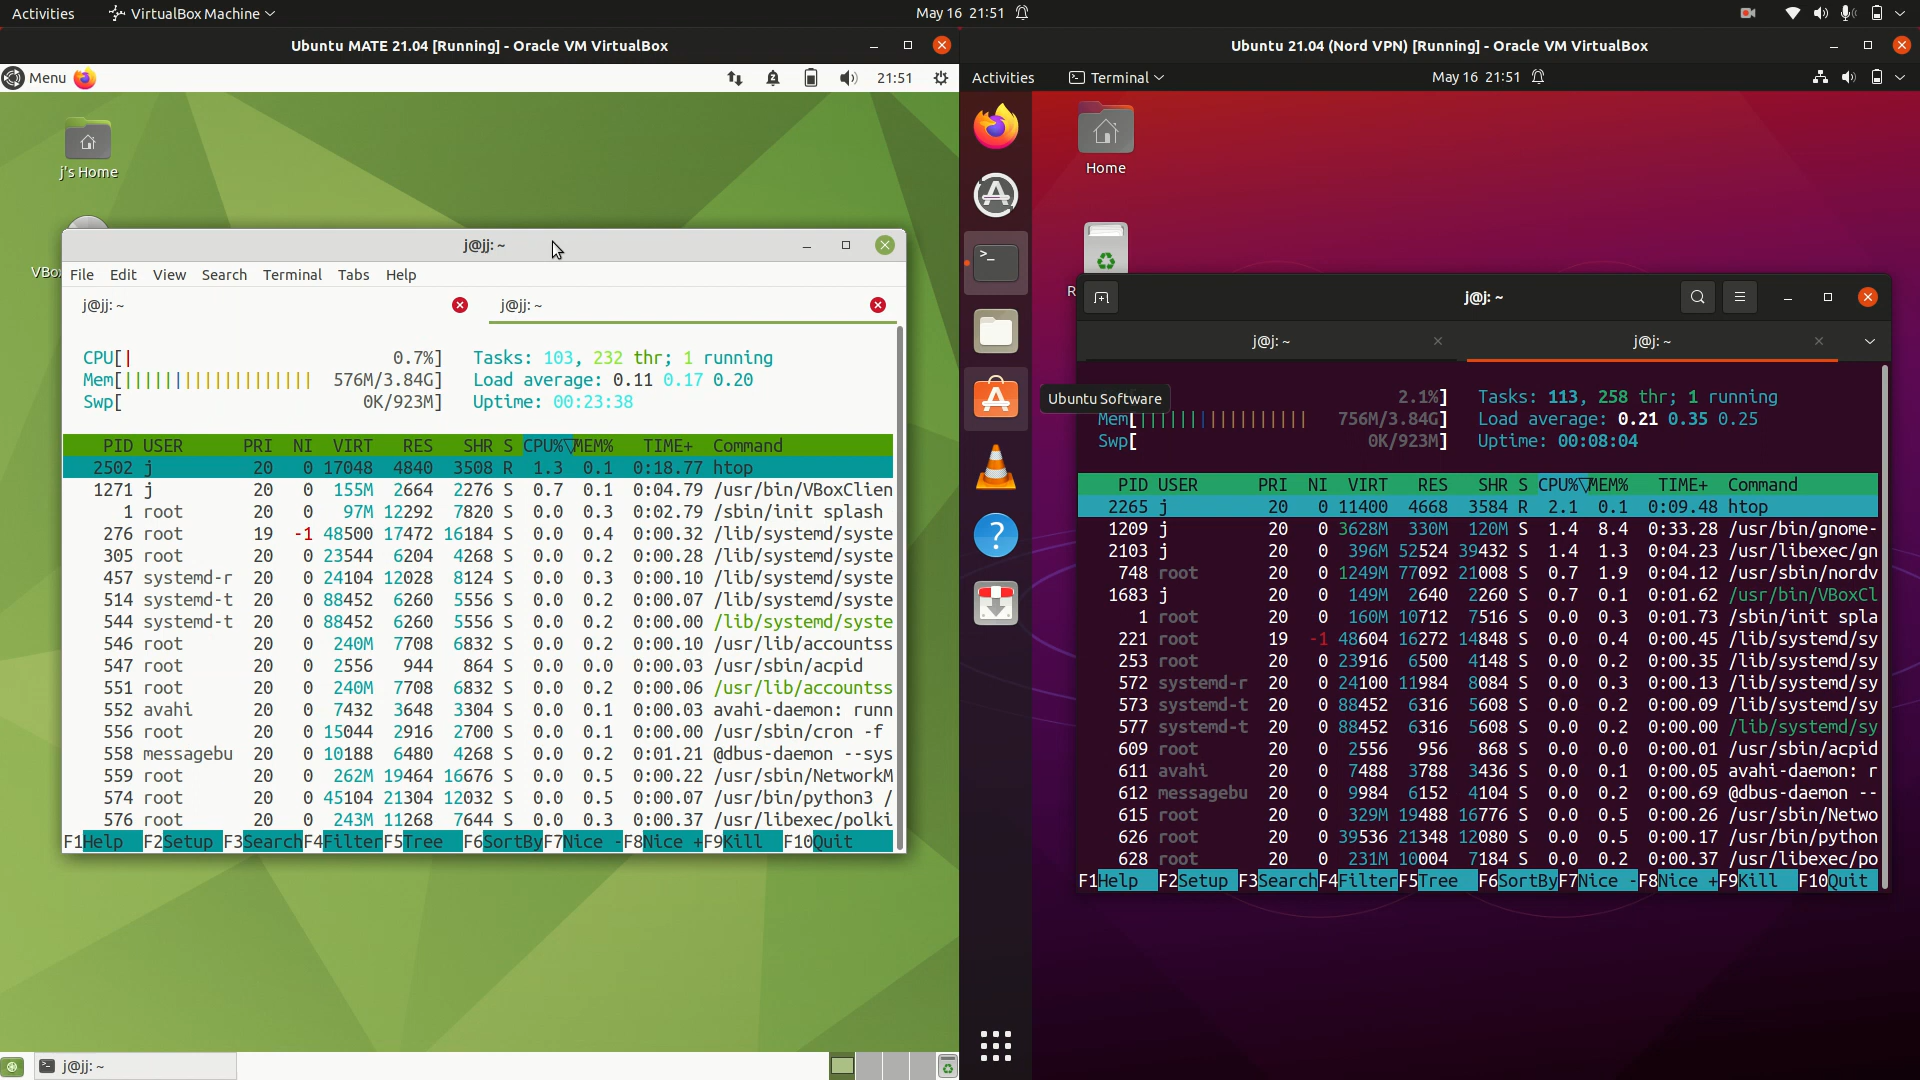 Activities VirtualBox Machine May 16 21:51
Ubuntu MATE 21.04 [Running] - Oracle VM VirtualBox
Menu 21:51
j's Home
VBo
j@jj: ~
File Edit View Search Terminal Tabs Help
j@jj: ~ j@jj: ~
CPU[| 0.7%] Tasks: 103, 232 thr; 1 running
Mem[||||||||||||||||||| 576M/3.84G] Load average: 0.11 0.17 0.20
Swp[ 0K/923M] Uptime: 00:23:38
PID USER PRI NI VIRT RES SHR S CPU%▽MEM% TIME+ Command
2502 j 20 0 17048 4840 3508 R 1.3 0.1 0:18.77 htop
1271 j 20 0 155M 2664 2276 S 0.7 0.1 0:04.79 /usr/bin/VBoxClien
1 root 20 0 97M 12292 7820 S 0.0 0.3 0:02.79 /sbin/init splash
276 root 19 -1 48500 17472 16184 S 0.0 0.4 0:00.32 /lib/systemd/syste
305 root 20 0 23544 6204 4268 S 0.0 0.2 0:00.28 /lib/systemd/syste
457 systemd-r 20 0 24104 12028 8124 S 0.0 0.3 0:00.10 /lib/systemd/syste
514 systemd-t 20 0 88452 6260 5556 S 0.0 0.2 0:00.07 /lib/systemd/syste
544 systemd-t 20 0 88452 6260 5556 S 0.0 0.2 0:00.00 /lib/systemd/syste
546 root 20 0 240M 7708 6832 S 0.0 0.2 0:00.10 /usr/lib/accountss
547 root 20 0 2556 944 864 S 0.0 0.0 0:00.03 /usr/sbin/acpid
551 root 20 0 240M 7708 6832 S 0.0 0.2 0:00.06 /usr/lib/accountss
552 avahi 20 0 7432 3648 3304 S 0.0 0.1 0:00.03 avahi-daemon: runn
556 root 20 0 15044 2916 2700 S 0.0 0.1 0:00.00 /usr/sbin/cron -f
558 messagebu 20 0 10188 6480 4268 S 0.0 0.2 0:01.21 @dbus-daemon --sys
559 root 20 0 262M 19464 16676 S 0.0 0.5 0:00.22 /usr/sbin/NetworkM
574 root 20 0 45104 21304 12032 S 0.0 0.5 0:00.07 /usr/bin/python3 /
576 root 20 0 243M 11268 7644 S 0.0 0.3 0:00.37 /usr/libexec/polki
F1Help F2Setup F3SearchF4FilterF5Tree F6SortByF7Nice -F8Nice +F9Kill F10Quit
j@jj: ~
Ubuntu 21.04 (Nord VPN) [Running] - Oracle VM VirtualBox
Activities Terminal May 16 21:51
Home
R
j@j: ~
j@j: ~ j@j: ~
Ubuntu Software
2.1%] Tasks: 113, 258 thr; 1 running
Mem[||||||||||||||||| 756M/3.84G] Load average: 0.21 0.35 0.25
Swp[ 0K/923M] Uptime: 00:08:04
PID USER PRI NI VIRT RES SHR S CPU%▽MEM% TIME+ Command
2265 j 20 0 11400 4668 3584 R 2.1 0.1 0:09.48 htop
1209 j 20 0 3628M 330M 120M S 1.4 8.4 0:33.28 /usr/bin/gnome-
2103 j 20 0 396M 52524 39432 S 1.4 1.3 0:04.23 /usr/libexec/gn
748 root 20 0 1249M 77092 21008 S 0.7 1.9 0:04.12 /usr/sbin/nordv
1683 j 20 0 149M 2640 2260 S 0.7 0.1 0:01.62 /usr/bin/VBoxCl
1 root 20 0 160M 10712 7516 S 0.0 0.3 0:01.73 /sbin/init spla
221 root 19 -1 48604 16272 14848 S 0.0 0.4 0:00.45 /lib/systemd/sy
253 root 20 0 23916 6500 4148 S 0.0 0.2 0:00.35 /lib/systemd/sy
572 systemd-r 20 0 24100 11984 8084 S 0.0 0.3 0:00.13 /lib/systemd/sy
573 systemd-t 20 0 88452 6316 5608 S 0.0 0.2 0:00.09 /lib/systemd/sy
577 systemd-t 20 0 88452 6316 5608 S 0.0 0.2 0:00.00 /lib/systemd/sy
609 root 20 0 2556 956 868 S 0.0 0.0 0:00.01 /usr/sbin/acpid
611 avahi 20 0 7488 3788 3436 S 0.0 0.1 0:00.05 avahi-daemon: r
612 messagebu 20 0 9984 6152 4104 S 0.0 0.2 0:00.69 @dbus-daemon --
615 root 20 0 329M 19488 16776 S 0.0 0.5 0:00.26 /usr/sbin/Netwo
626 root 20 0 39536 21348 12080 S 0.0 0.5 0:00.17 /usr/bin/python
628 root 20 0 231M 10004 7184 S 0.0 0.2 0:00.37 /usr/libexec/po
F1Help F2Setup F3SearchF4FilterF5Tree F6SortByF7Nice -F8Nice +F9Kill F10Quit